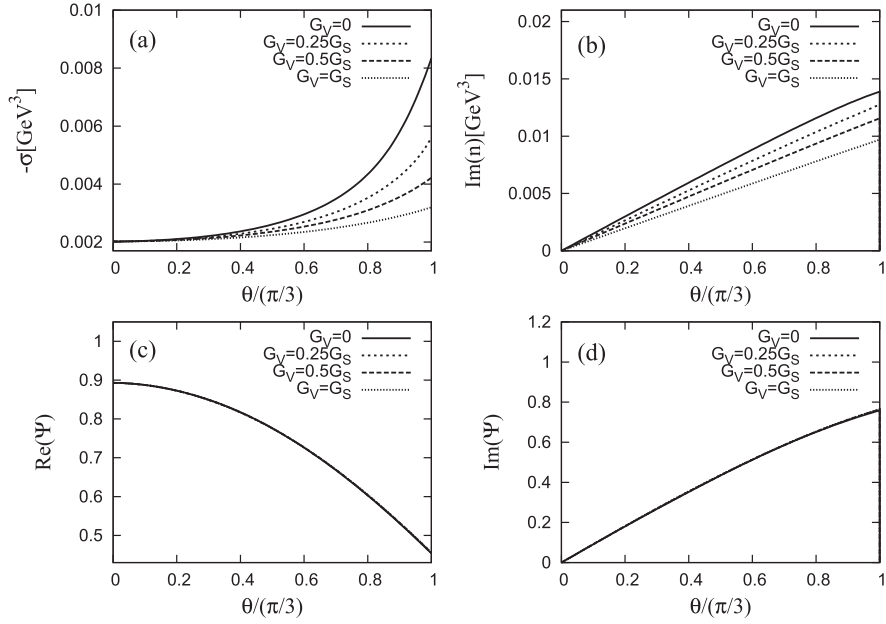 (a)
G_V=0
G_V=0.25G_S
G_V=0.5G_S
G_V=G_S
0.010
0.008
0.006
0.004
0.002
-σ[GeV^3]
0 0.2 0.4 0.6 0.8 1
θ/(π/3)
(b)
G_V=0
G_V=0.25G_S
G_V=0.5G_S
G_V=G_S
0.02
0.015
0.01
0.005
0
Im(n)[GeV^3]
0 0.2 0.4 0.6 0.8 1
θ/(π/3)
(c)
G_V=0
G_V=0.25G_S
G_V=0.5G_S
G_V=G_S
1
0.9
0.8
0.7
0.6
0.5
Re(Ψ)
0 0.2 0.4 0.6 0.8 1
θ/(π/3)
(d)
G_V=0
G_V=0.25G_S
G_V=0.5G_S
G_V=G_S
1.2
1
0.8
0.6
0.4
0.2
0
Im(Ψ)
0 0.2 0.4 0.6 0.8 1
θ/(π/3)